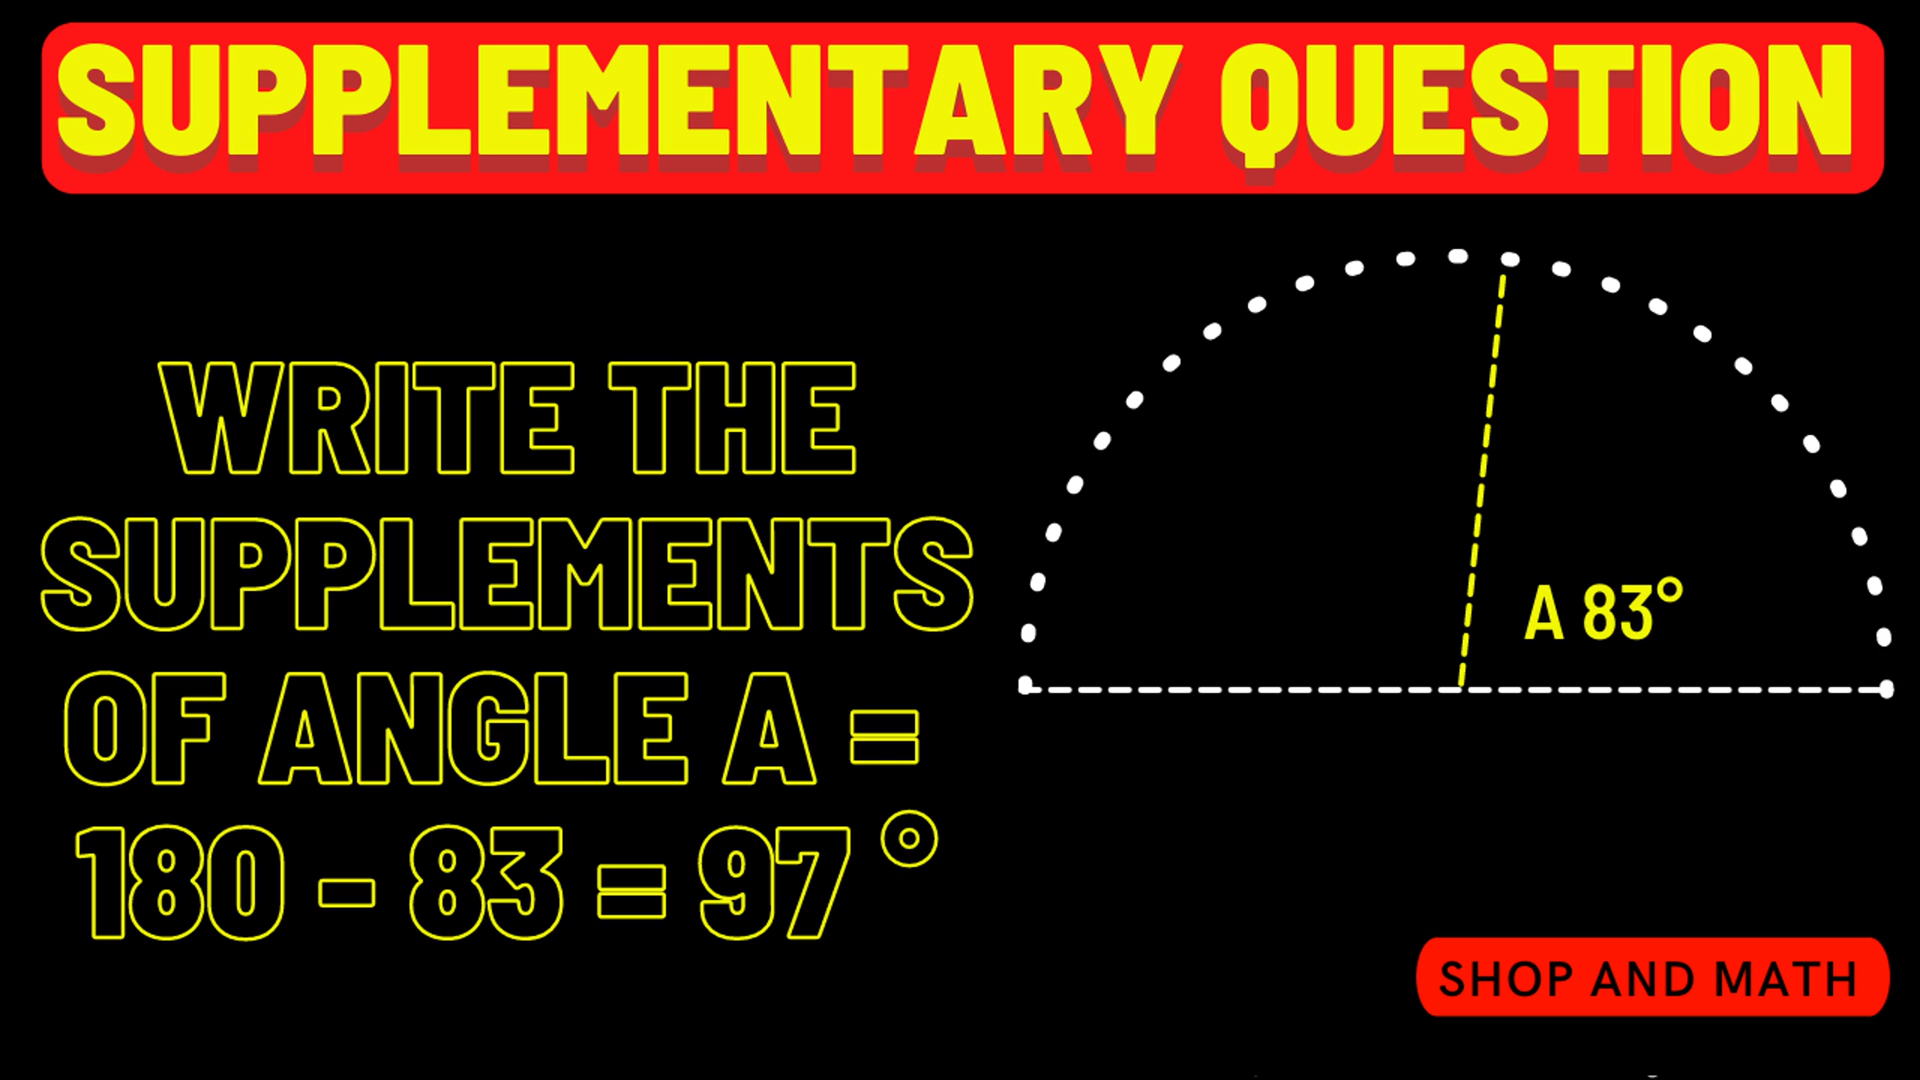 SUPPLEMENTARY QUESTION
WRITE THE
SUPPLEMENTS
OF ANGLE A =
180 - 83 = 97 °
A 83°
SHOP AND MATH